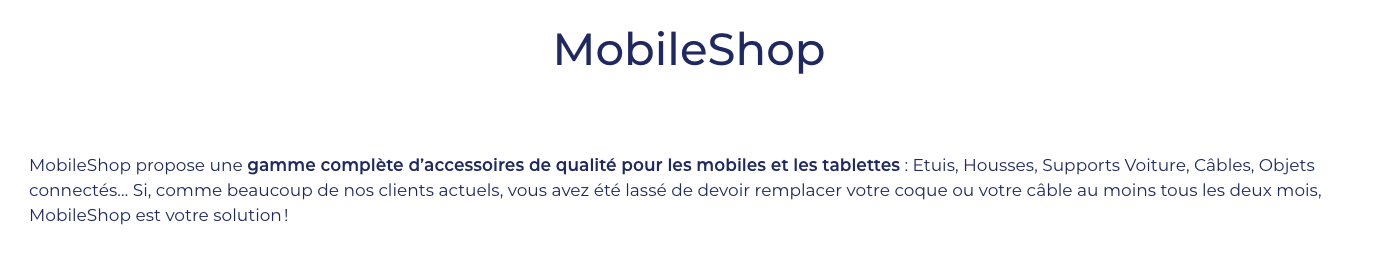 MobileShop
MobileShop propose une gamme complète d’accessoires de qualité pour les mobiles et les tablettes : Etuis, Housses, Supports Voiture, Câbles, Objets
connectés... Si, comme beaucoup de nos clients actuels, vous avez été lassé de devoir remplacer votre coque ou votre câble au moins tous les deux mois,
MobileShop est votre solution !